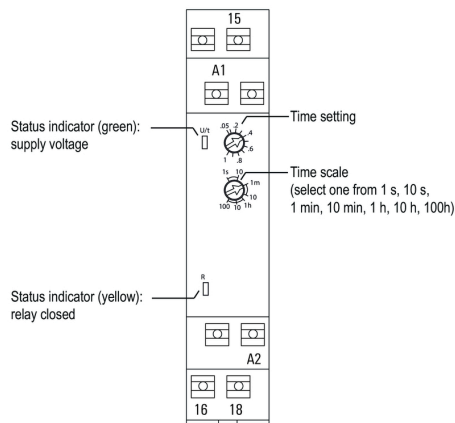 15
A1
Status indicator (green):
supply voltage
U/t
.05 .2 .4 .6 .8 1
Time setting
1s 10 1m 10 1h 10 100
Time scale
(select one from 1 s, 10 s,
1 min, 10 min, 1 h, 10 h, 100h)
R
Status indicator (yellow):
relay closed
A2
16 18